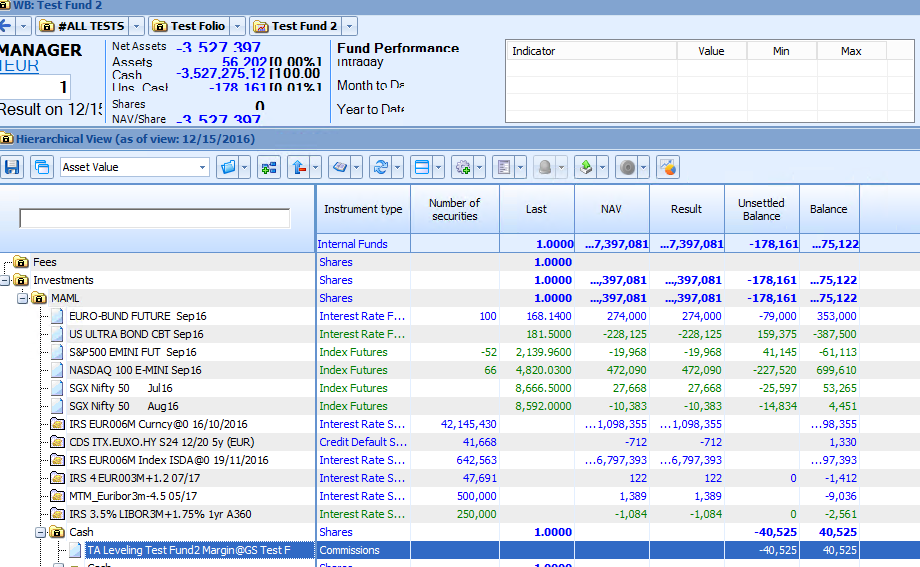 WB: Test Fund 2
#ALL TESTS Test Folio Test Fund 2
MANAGER
/EUR
1
Result on 12/15
Net Assets -3,527,397
Assets 56,202[0.00%]
Cash -3,527,275,12[100.00
Uns. Cash -178,161[0.01%]
Shares 0
NAV/Share -3,527,397
Fund Performance
Intraday
Month to Da
Year to Date
Indicator Value Min Max
Hierarchical View (as of view: 12/15/2016)
Asset Value
Instrument type Number of securities Last NAV Result Unsettled Balance Balance
Internal Funds 1.0000 ...7,397,081 ...7,397,081 -178,161 ...75,122
Fees Shares 1.0000
Investments Shares 1.0000 ...,397,081 ...,397,081 -178,161 ...75,122
MAML Shares 1.0000 ...,397,081 ...,397,081 -178,161 ...75,122
EURO-BUND FUTURE Sep16 Interest Rate F... 100 168.1400 274,000 274,000 -79,000 353,000
US ULTRA BOND CBT Sep16 Interest Rate F... 181.5000 -228,125 -228,125 159,375 -387,500
S&P500 EMINI FUT Sep16 Index Futures -52 2,139.9600 -19,968 -19,968 41,145 -61,113
NASDAQ 100 E-MINI Sep16 Index Futures 66 4,820.0300 472,090 472,090 -227,520 699,610
SGX Nifty 50 Jul16 Index Futures 8,666.5000 27,668 27,668 -25,597 53,265
SGX Nifty 50 Aug16 Index Futures 8,592.0000 -10,383 -10,383 -14,834 4,451
IRS EUR006M Curncy@0 16/10/2016 Interest Rate S... 42,145,430 ...1,098,355 ...1,098,355 ...98,355
CDS ITX.EUXO.HY S24 12/20 5y (EUR) Credit Default S... 41,668 -712 -712 1,330
IRS EUR006M Index ISDA@0 19/11/2016 Interest Rate S... 642,563 ...6,797,393 ...6,797,393 ...97,393
IRS 4 EUR003M+1.2 07/17 Interest Rate S... 47,691 122 122 0 -1,412
MTM_Euribor3m-4.5 05/17 Interest Rate S... 500,000 1,389 1,389 -9,036
IRS 3.5% LIBOR3M+1.75% 1yr A360 Interest Rate S... 250,000 -1,084 -1,084 0 -2,561
Cash Shares 1.0000 -40,525 40,525
TA Leveling Test Fund2 Margin@GS Test F Commissions -40,525 40,525